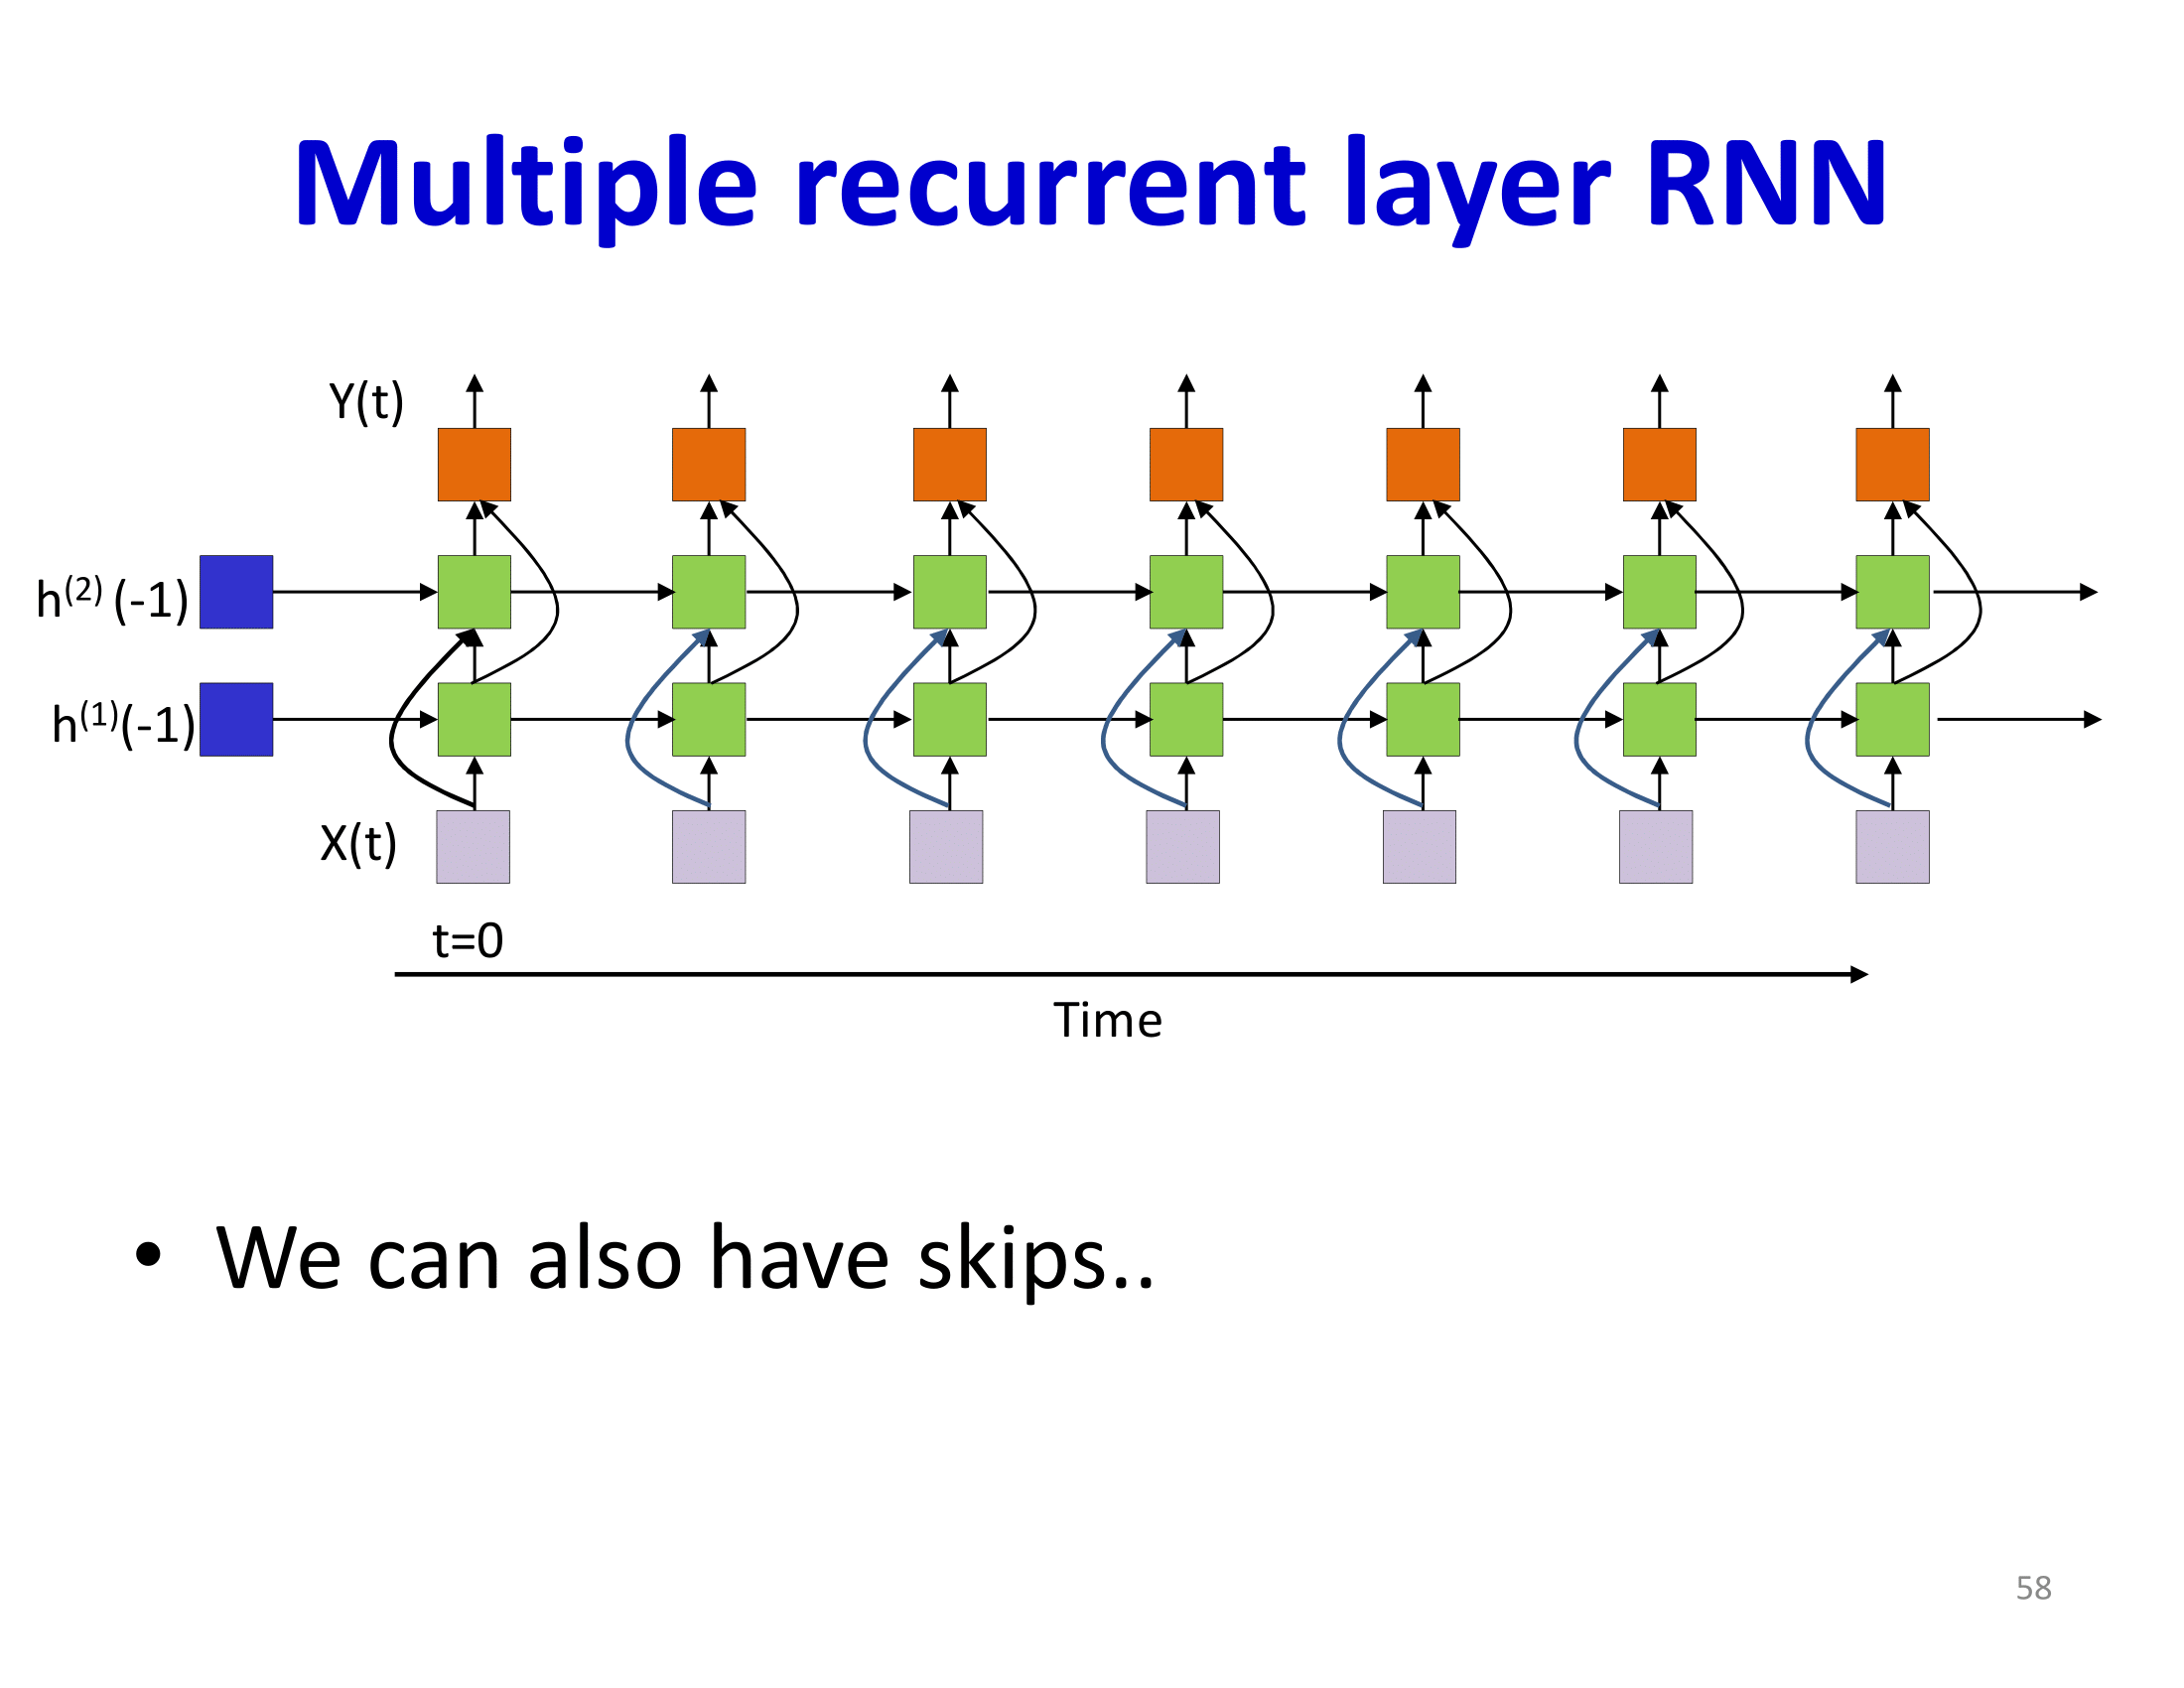 Multiple recurrent layer RNN
Y(t)
h(2) (-1)
h(1)(-1)
X(t)
t=0
Time
• We can also have skips..
58